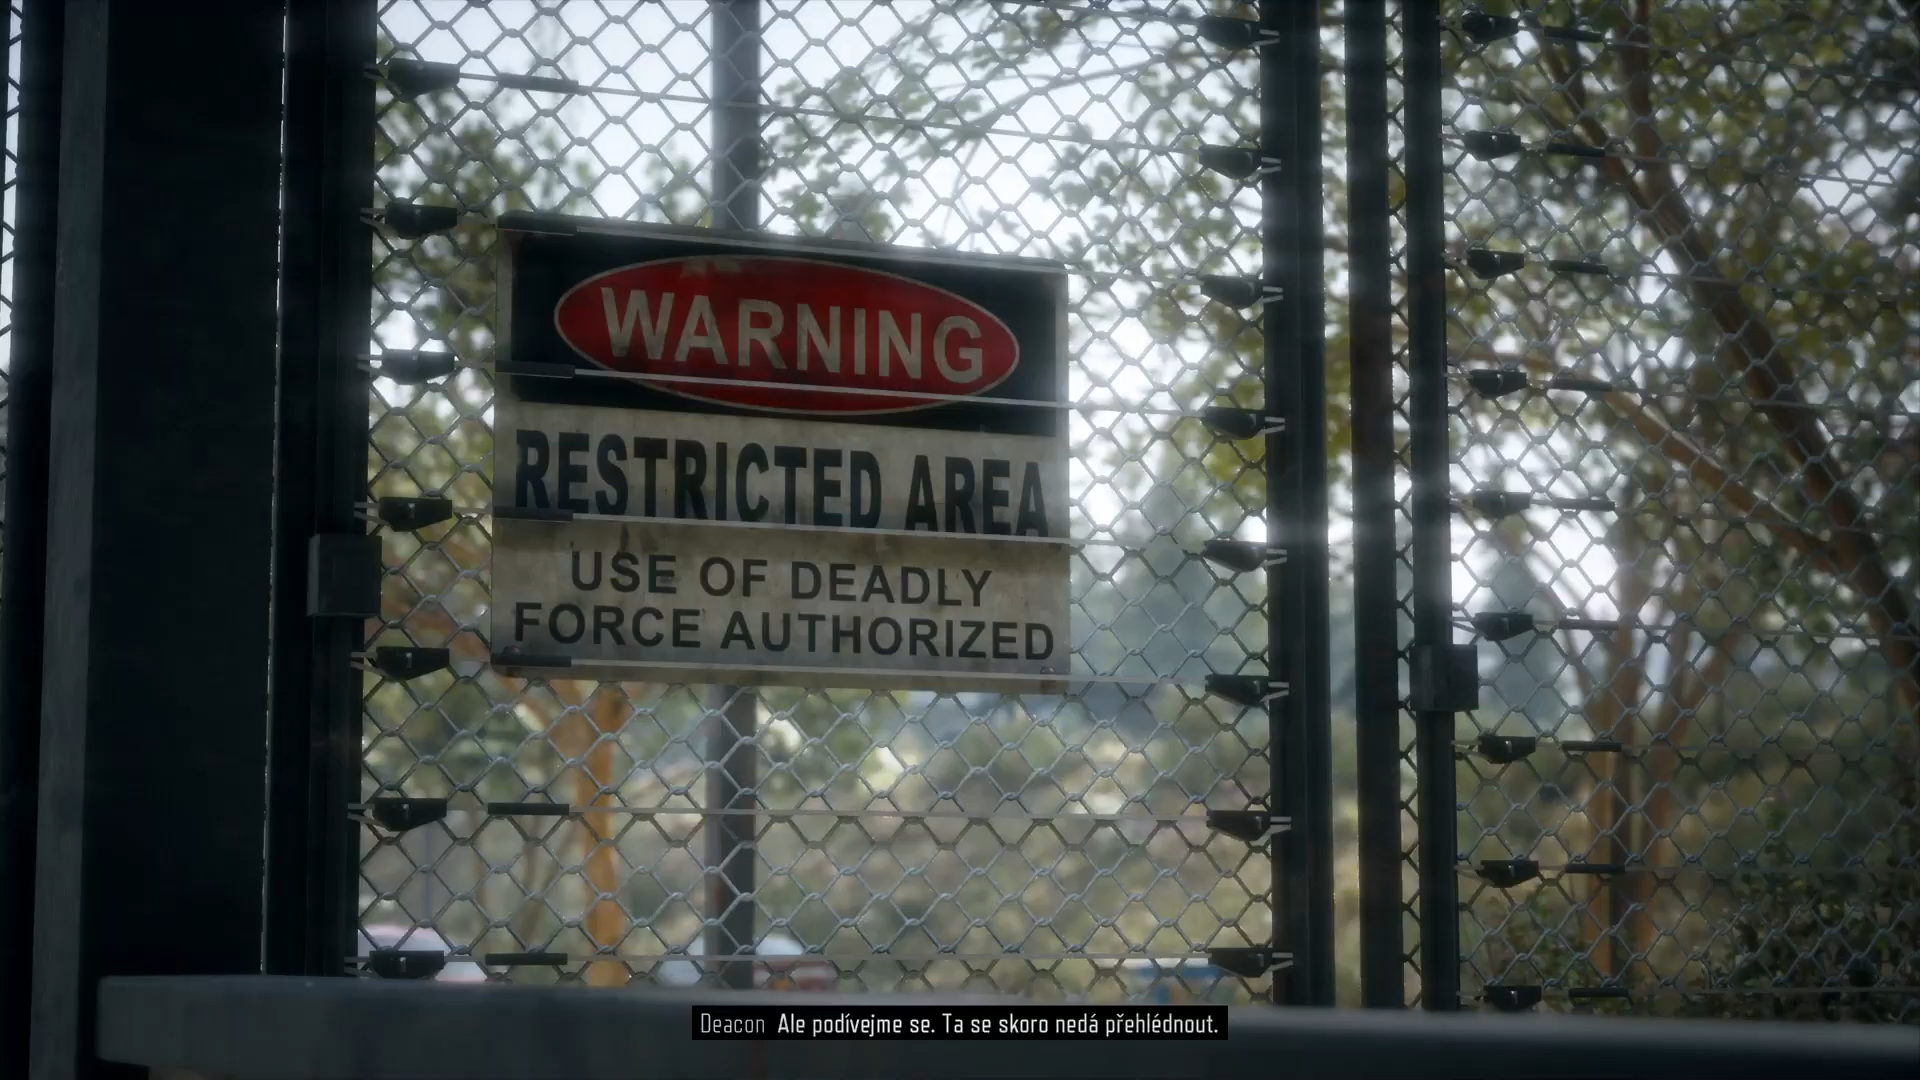 WARNING
RESTRICTED AREA
USE OF DEADLY
FORCE AUTHORIZED
Deacon Ale podívejme se. Ta se skoro nedá přehlédnout.